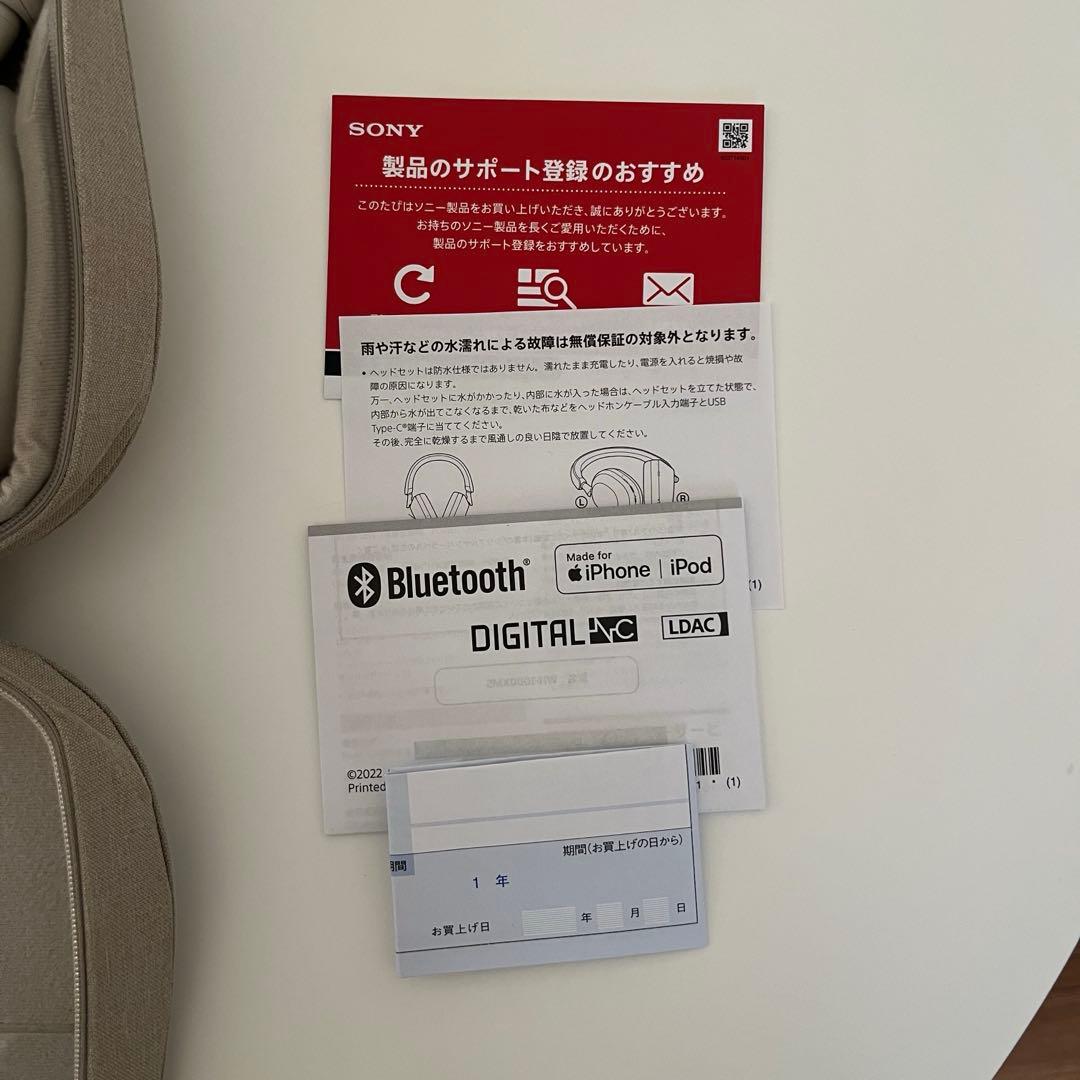 SONY
製品のサポート登録のおすすめ
このたびはソニー製品をお買い上げいただき、誠にありがとうございます。
お持ちのソニー製品を長くご愛用いただくために、
製品のサポート登録をおすすめしています。
雨や汗などの水濡れによる故障は無償保証の対象外となります。
• ヘッドセットは防水仕様ではありません。濡れたまま充電したり、電源を入れると焼損や故
障の原因になります。
万一、ヘッドセットに水がかかったり、内部に水が入った場合は、ヘッドセットを立てた状態で、
内部から水が出てこなくなるまで、乾いた布などをヘッドホンケーブル入力端子とUSB
Type-C®端子に当ててください。
その後、完全に乾燥するまで風通しの良い日陰で放置してください。
L R
(1)
Bluetooth®
Made for
iPhone | iPod
DIGITAL NC
LDAC
©2022
Printed
1 * (1)
期間(お買上げの日から)
期間
1 年
お買上げ日 年 月 日